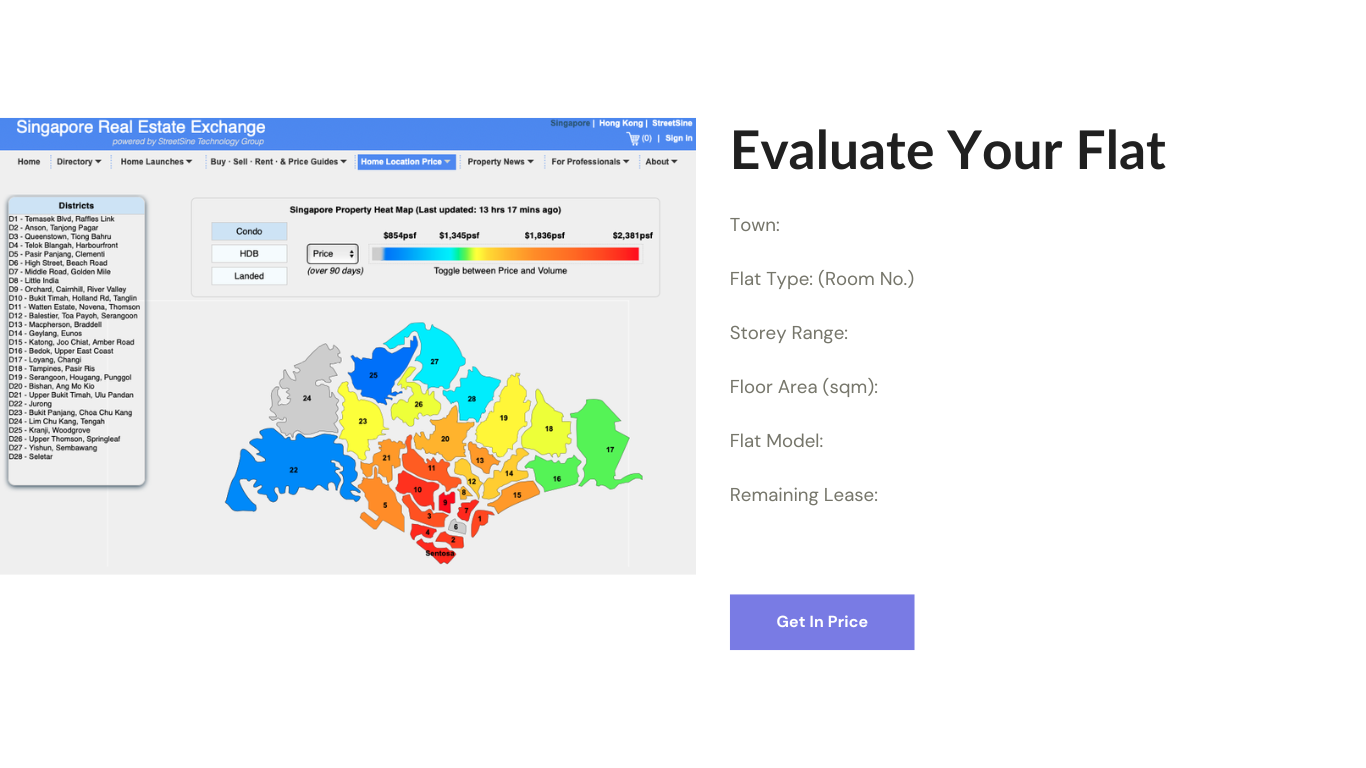 Singapore Real Estate Exchange
powered by StreetSine Technology Group
Singapore | Hong Kong | StreetSine
(0) | Sign In
Home Directory Home Launches Buy · Sell · Rent · & Price Guides Home Location Price Property News For Professionals About
Districts
D1 - Temasek Blvd, Raffles Link
D2 - Anson, Tanjong Pagar
D3 - Queenstown, Tiong Bahru
D4 - Telok Blangah, Harbourfront
D5 - Pasir Panjang, Clementi
D6 - High Street, Beach Road
D7 - Middle Road, Golden Mile
D8 - Little India
D9 - Orchard, Cairnhill, River Valley
D10 - Bukit Timah, Holland Rd, Tanglin
D11 - Watten Estate, Novena, Thomson
D12 - Balestier, Toa Payoh, Serangoon
D13 - Macpherson, Braddell
D14 - Geylang, Eunos
D15 - Katong, Joo Chiat, Amber Road
D16 - Bedok, Upper East Coast
D17 - Loyang, Changi
D18 - Tampines, Pasir Ris
D19 - Serangoon, Hougang, Punggol
D20 - Bishan, Ang Mo Kio
D21 - Upper Bukit Timah, Ulu Pandan
D22 - Jurong
D23 - Bukit Panjang, Choa Chu Kang
D24 - Lim Chu Kang, Tengah
D25 - Kranji, Woodgrove
D26 - Upper Thomson, Springleaf
D27 - Yishun, Sembawang
D28 - Seletar
Singapore Property Heat Map (Last updated: 13 hrs 17 mins ago)
Condo
HDB
Landed
Price
(over 90 days)
$854psf $1,345psf $1,836psf $2,381psf
Toggle between Price and Volume
27
25
24
28
26
23
19
18
20
17
21
13
11
22
14
16
12
10
8
15
9
5
7
3
1
6
4
2
Sentosa
Evaluate Your Flat
Town:
Flat Type: (Room No.)
Storey Range:
Floor Area (sqm):
Flat Model:
Remaining Lease:
Get In Price